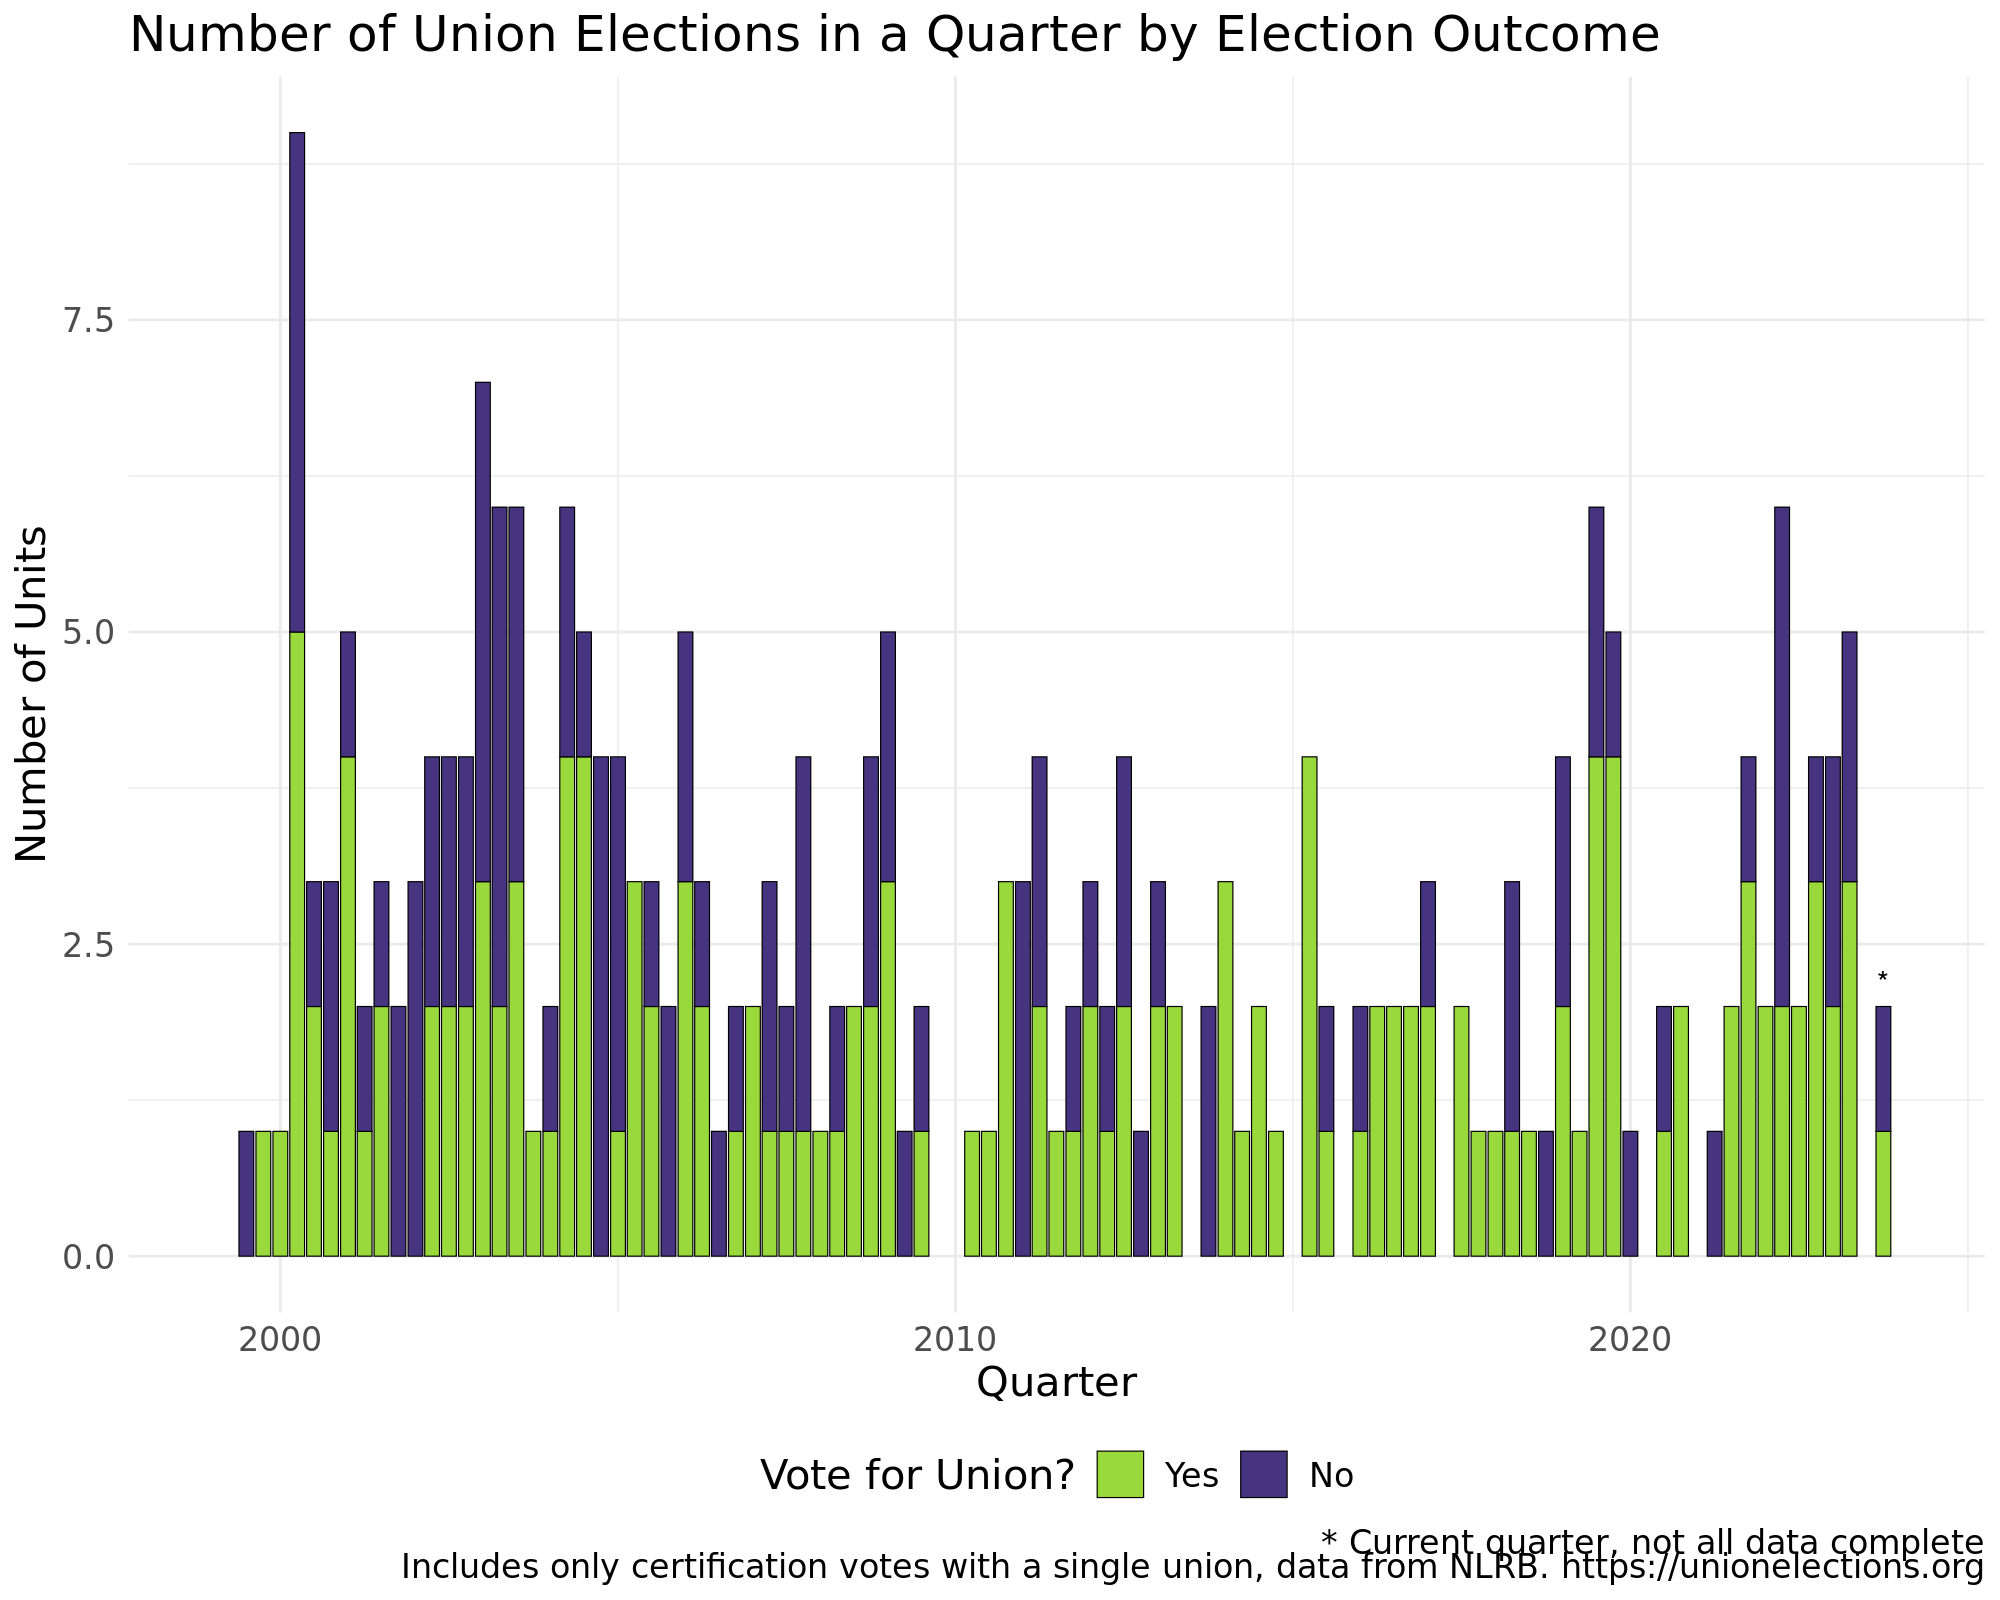 Number of Union Elections in a Quarter by Election Outcome
Number of Units
7.5
5.0
2.5
0.0
*
2000 2010 2020
Quarter
Vote for Union? Yes No
* Current quarter, not all data complete
Includes only certification votes with a single union, data from NLRB. https://unionelections.org